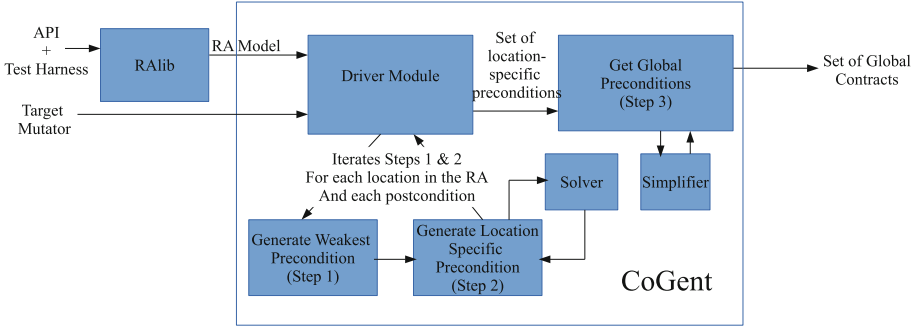 API
+
Test Harness
RAlib
RA Model
Target
Mutator
Driver Module
Set of
location-
specific
preconditions
Get Global
Preconditions
(Step 3)
Set of Global
Contracts
Iterates Steps 1 & 2
For each location in the RA
And each postcondition
Solver
Simplifier
Generate Weakest
Precondition
(Step 1)
Generate Location
Specific
Precondition
(Step 2)
CoGent